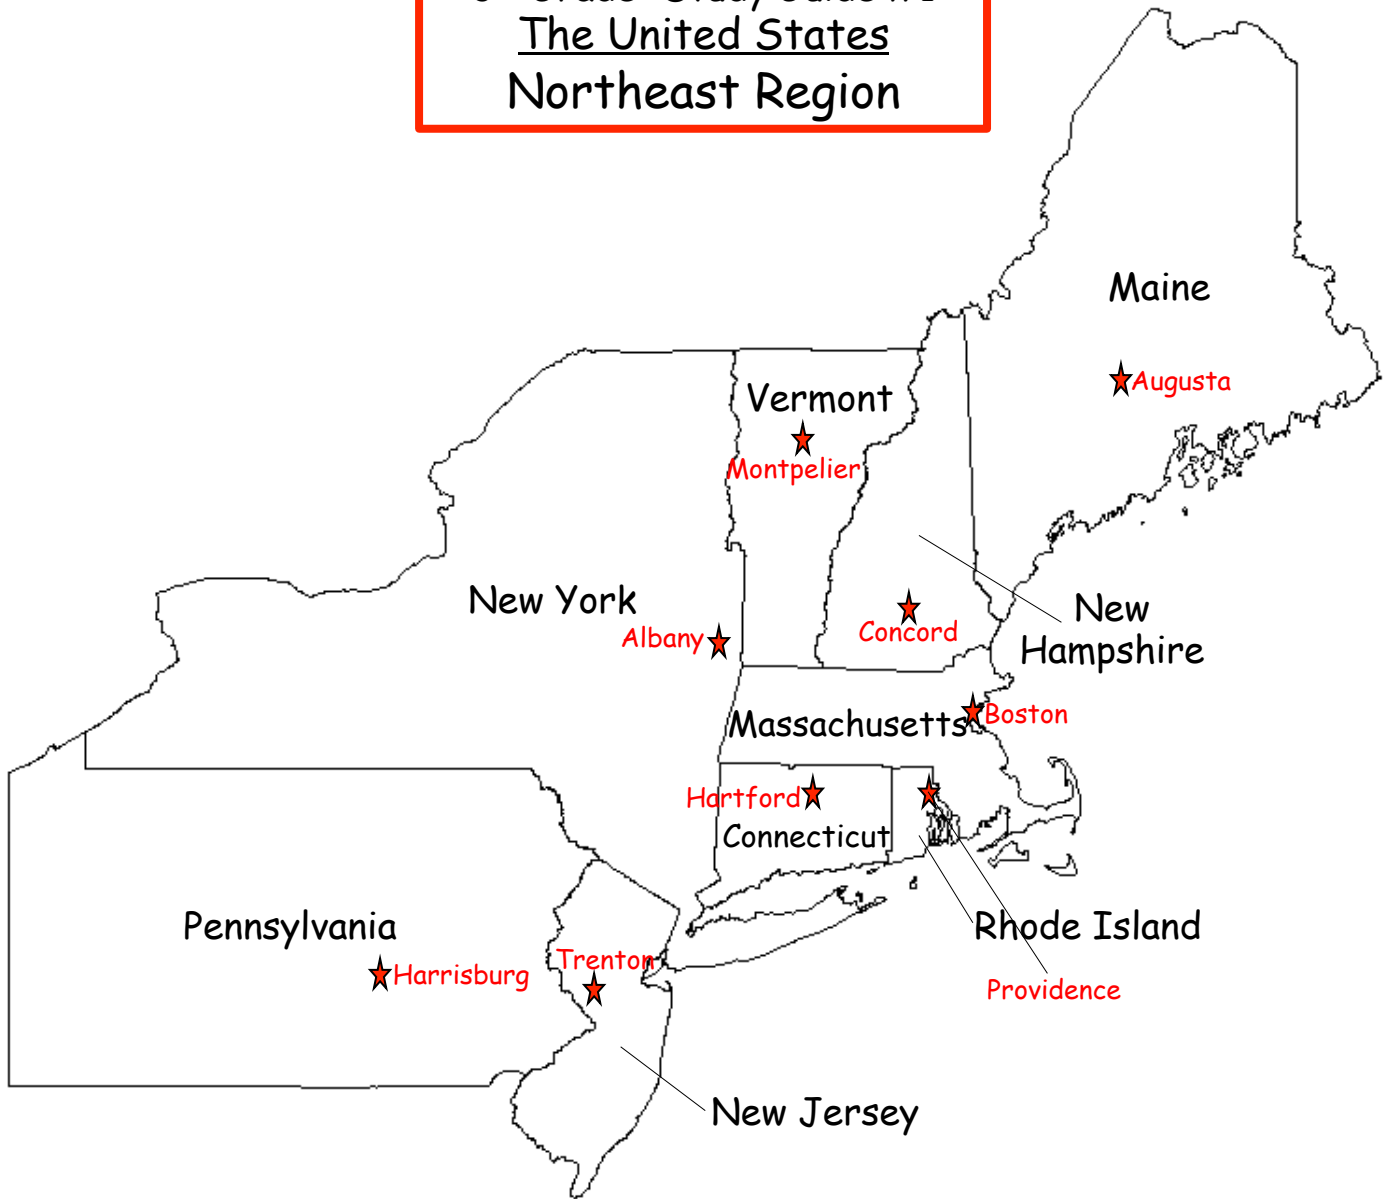 The United States
Northeast Region
Maine
Augusta
Vermont
Montpelier
New York
Albany
Concord
New
Hampshire
Massachusetts
Boston
Hartford
Connecticut
Rhode Island
Providence
Pennsylvania
Harrisburg
Trenton
New Jersey